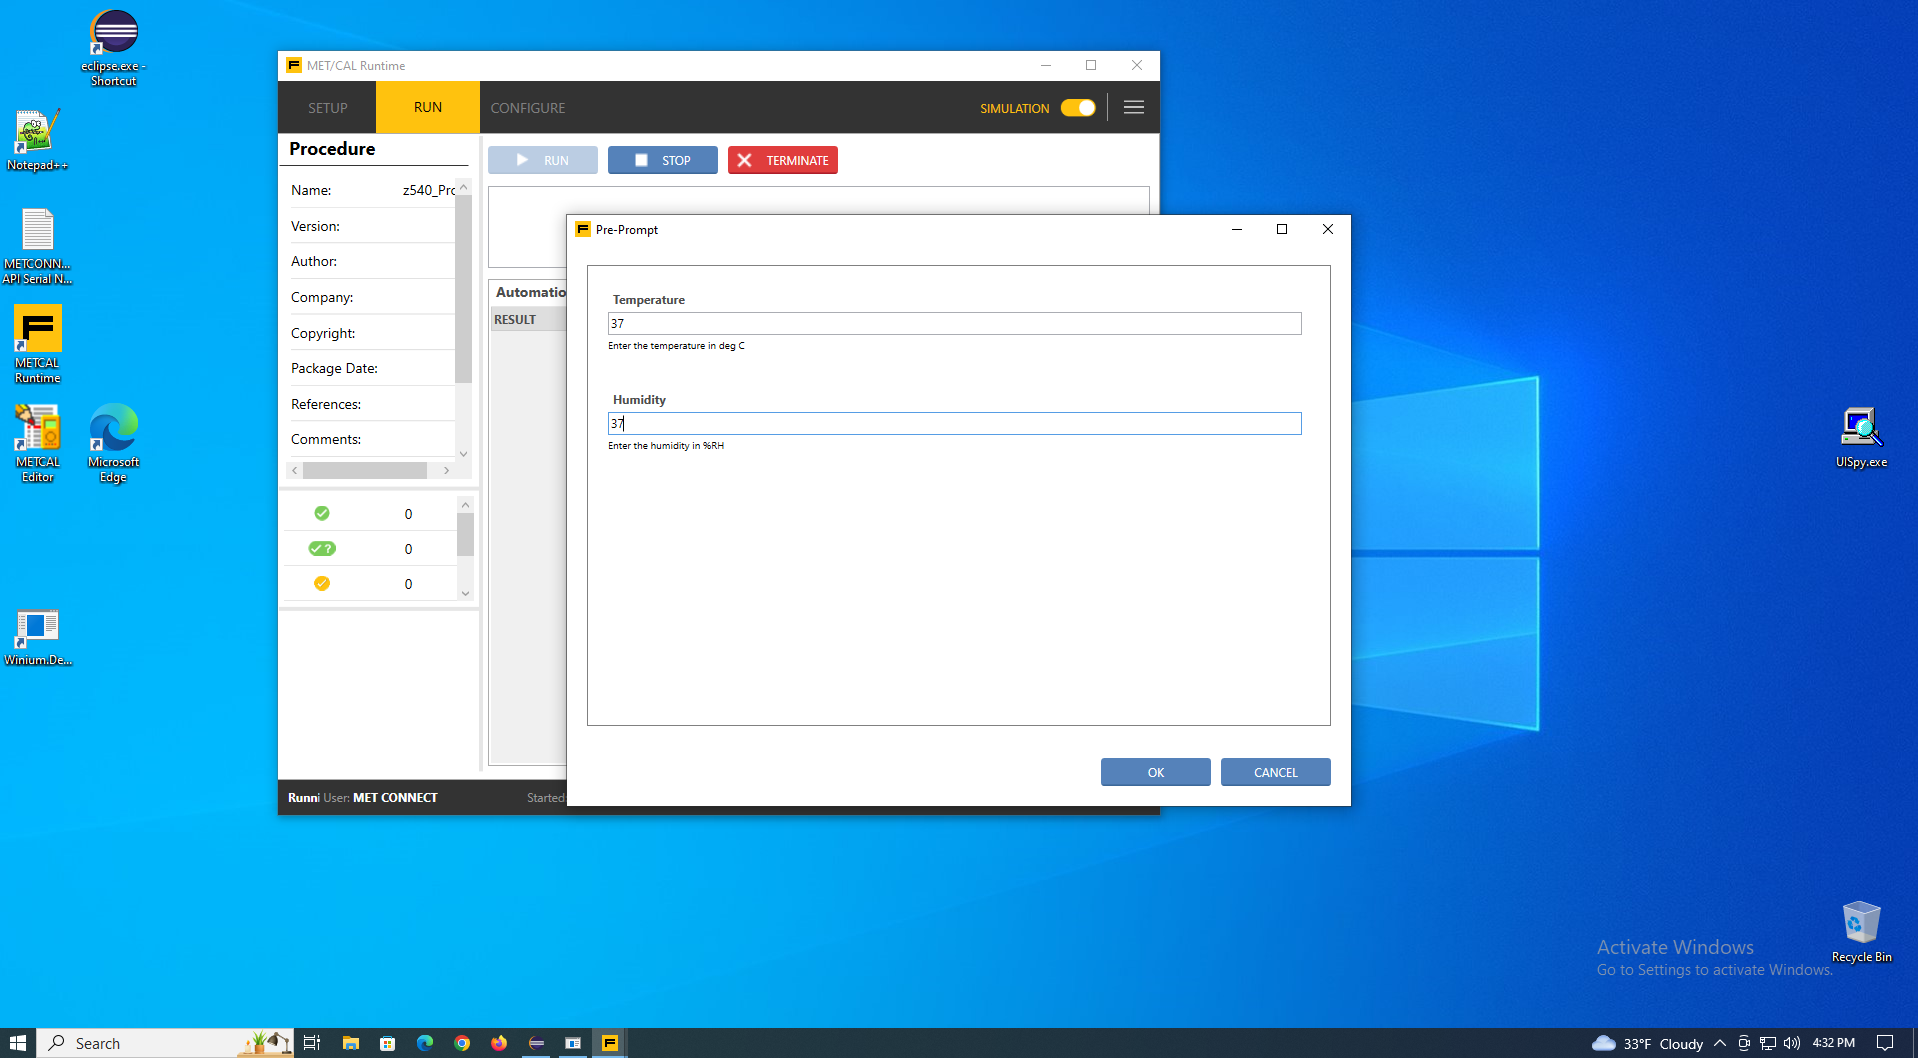 eclipse.exe -
Shortcut
Notepad++
METCONN...
API Serial N...
METCAL
Runtime
METCAL
Editor
Microsoft
Edge
Winium.De...
MET/CAL Runtime
SETUP
RUN
CONFIGURE
SIMULATION
Procedure
RUN
STOP
TERMINATE
Name:
z540_Pro
Version:
Author:
Company:
Copyright:
Package Date:
References:
Comments:
0
0
0
Automatio
RESULT
Runni User: MET CONNECT
Started:
Pre-Prompt
Temperature
37
Enter the temperature in deg C
Humidity
37
Enter the humidity in %RH
OK
CANCEL
UISpy.exe
Activate Windows
Go to Settings to activate Windows.
Recycle Bin
Search
33°F Cloudy
4:32 PM